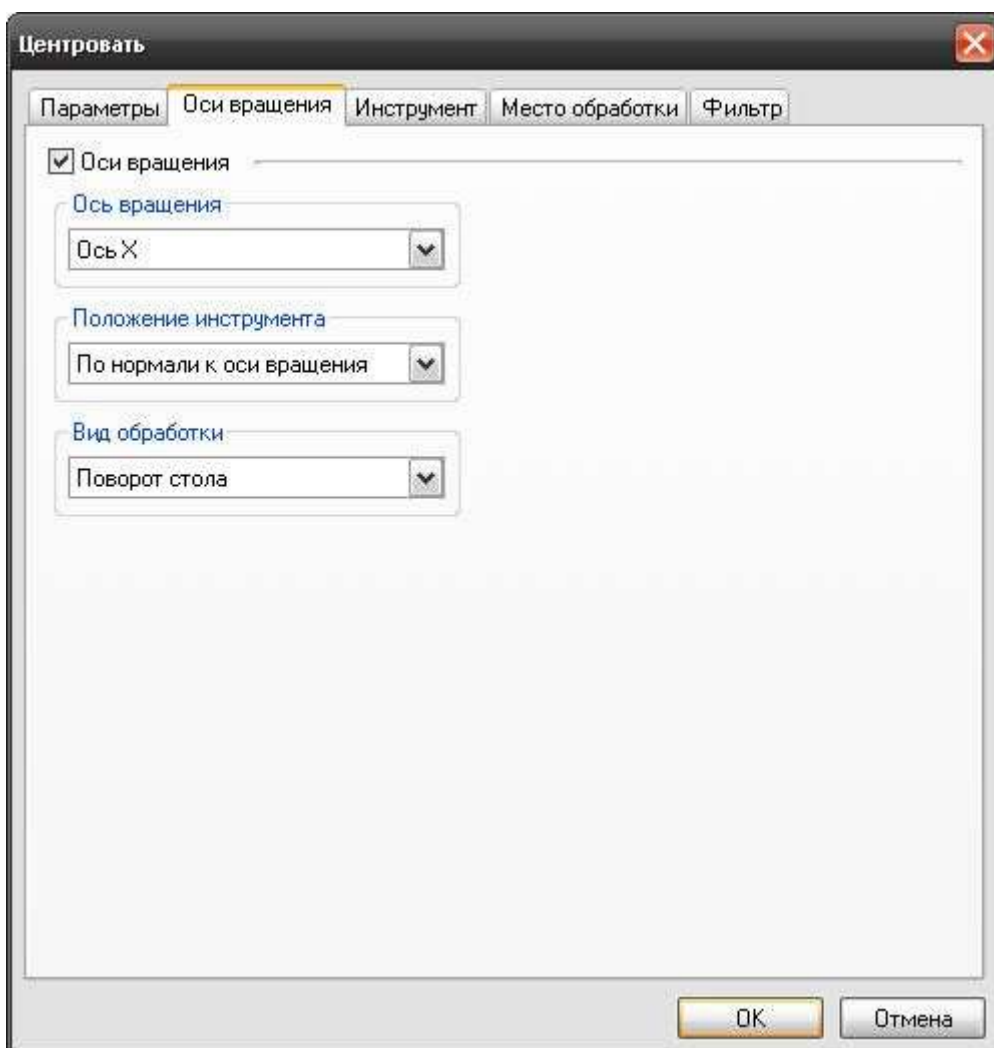 Центровать
Параметры Оси вращения Инструмент Место обработки Фильтр
Оси вращения
Ось вращения
Ось X
Положение инструмента
По нормали к оси вращения
Вид обработки
Поворот стола
OK Отмена